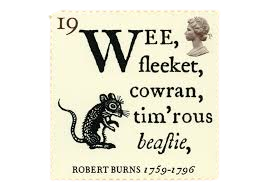 19
WEE,
fleeket,
cowran,
tim'rous
beaſtie,
ROBERT BURNS 1759-1796